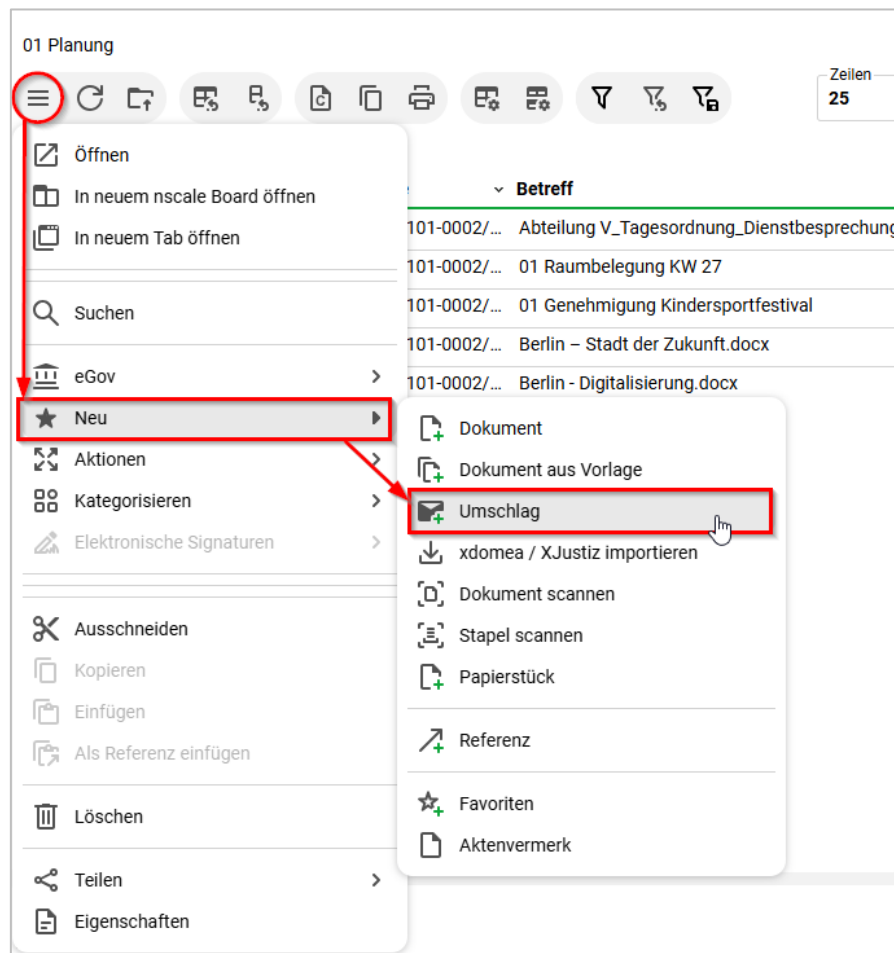 01 Planung
Zeilen
25
Öffnen
In neuem nscale Board öffnen
In neuem Tab öffnen
Suchen
eGov
Neu
Aktionen
Kategorisieren
Elektronische Signaturen
Ausschneiden
Kopieren
Einfügen
Als Referenz einfügen
Löschen
Teilen
Eigenschaften
Betreff
101-0002/... Abteilung V_Tagesordnung_Dienstbesprechung
101-0002/... 01 Raumbelegung KW 27
101-0002/... 01 Genehmigung Kindersportfestival
101-0002/... Berlin – Stadt der Zukunft.docx
101-0002/... Berlin - Digitalisierung.docx
Dokument
Dokument aus Vorlage
Umschlag
xdomea / XJustiz importieren
Dokument scannen
Stapel scannen
Papierstück
Referenz
Favoriten
Aktenvermerk